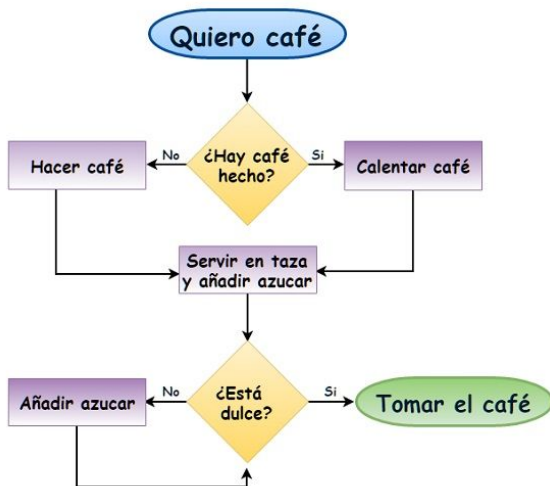 Quiero café
¿Hay café
hecho?
No
Si
Hacer café
Calentar café
Servir en taza
y añadir azucar
¿Está
dulce?
No
Si
Añadir azucar
Tomar el café